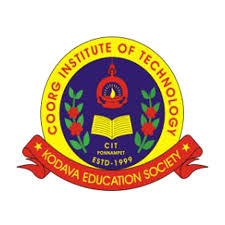 COORG INSTITUTE OF TECHNOLOGY
CIT
PONNAMPET
ESTD-1999
KODAVA EDUCATION SOCIETY